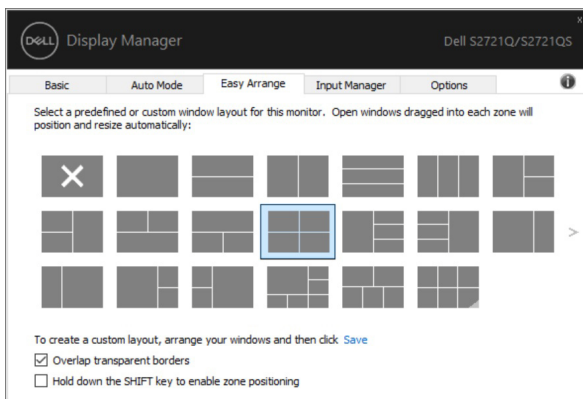 x
DELL Display Manager Dell S2721Q/S2721QS
Basic Auto Mode Easy Arrange Input Manager Options
Select a predefined or custom window layout for this monitor. Open windows dragged into each zone will
position and resize automatically:
>
To create a custom layout, arrange your windows and then click Save
Overlap transparent borders
Hold down the SHIFT key to enable zone positioning